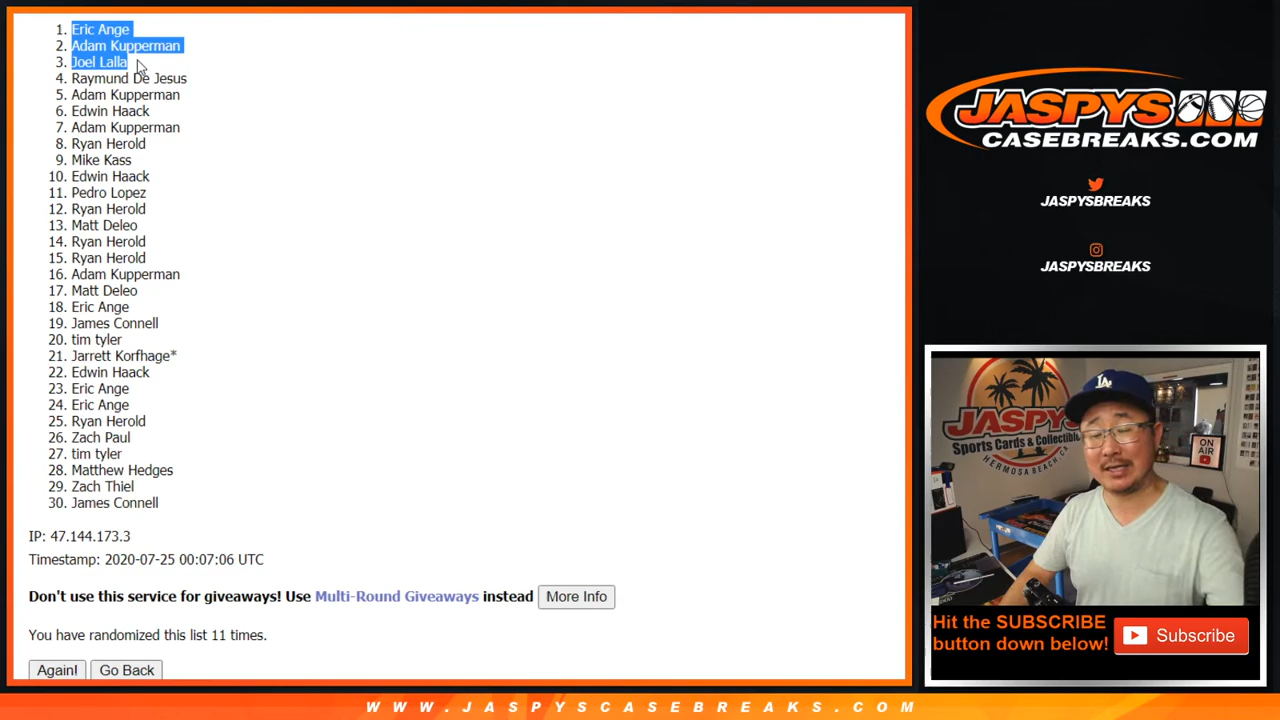 1. Eric Ange
2. Adam Kupperman
3. Joel Lalla
4. Raymund De Jesus
5. Adam Kupperman
6. Edwin Haack
7. Adam Kupperman
8. Ryan Herold
9. Mike Kass
10. Edwin Haack
11. Pedro Lopez
12. Ryan Herold
13. Matt Deleo
14. Ryan Herold
15. Ryan Herold
16. Adam Kupperman
17. Matt Deleo
18. Eric Ange
19. James Connell
20. tim tyler
21. Jarrett Korfhage*
22. Edwin Haack
23. Eric Ange
24. Eric Ange
25. Ryan Herold
26. Zach Paul
27. tim tyler
28. Matthew Hedges
29. Zach Thiel
30. James Connell
IP: 47.144.173.3
Timestamp: 2020-07-25 00:07:06 UTC
Don't use this service for giveaways! Use Multi-Round Giveaways instead More Info
You have randomized this list 11 times.
Again! Go Back
JASPYS
CASEBREAKS.COM
JASPYSBREAKS
JASPYSBREAKS
JASPYS
Sports Cards & Collectibles
HERMOSA BEACH, CA
LA
ON
AIR
Hit the SUBSCRIBE
button down below!
Subscribe
WWW.JASPYSCASEBREAKS.COM